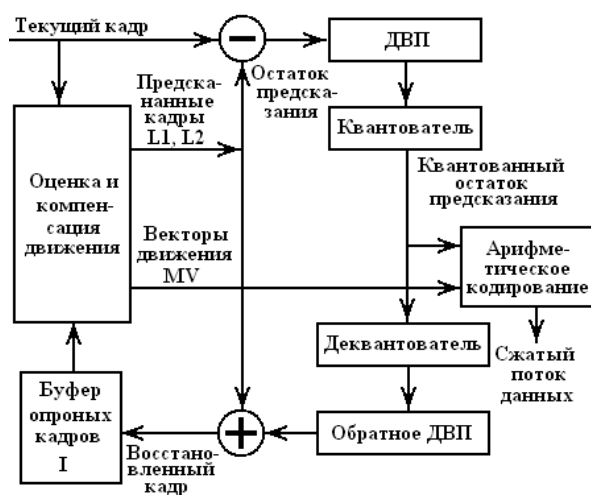 Текущий кадр
ДВП
Предска-
нанные
кадры
L1, L2
Остаток
предска-
зания
Квантователь
Оценка и
компен-
сация
движения
Векторы
движения
MV
Квантованный
остаток
предсказания
Арифме-
тическое
кодирование
Деквантователь
Сжатый
поток
данных
Буфер
опроных
кадров
I
Восстано-
вленный
кадр
Обратное ДВП